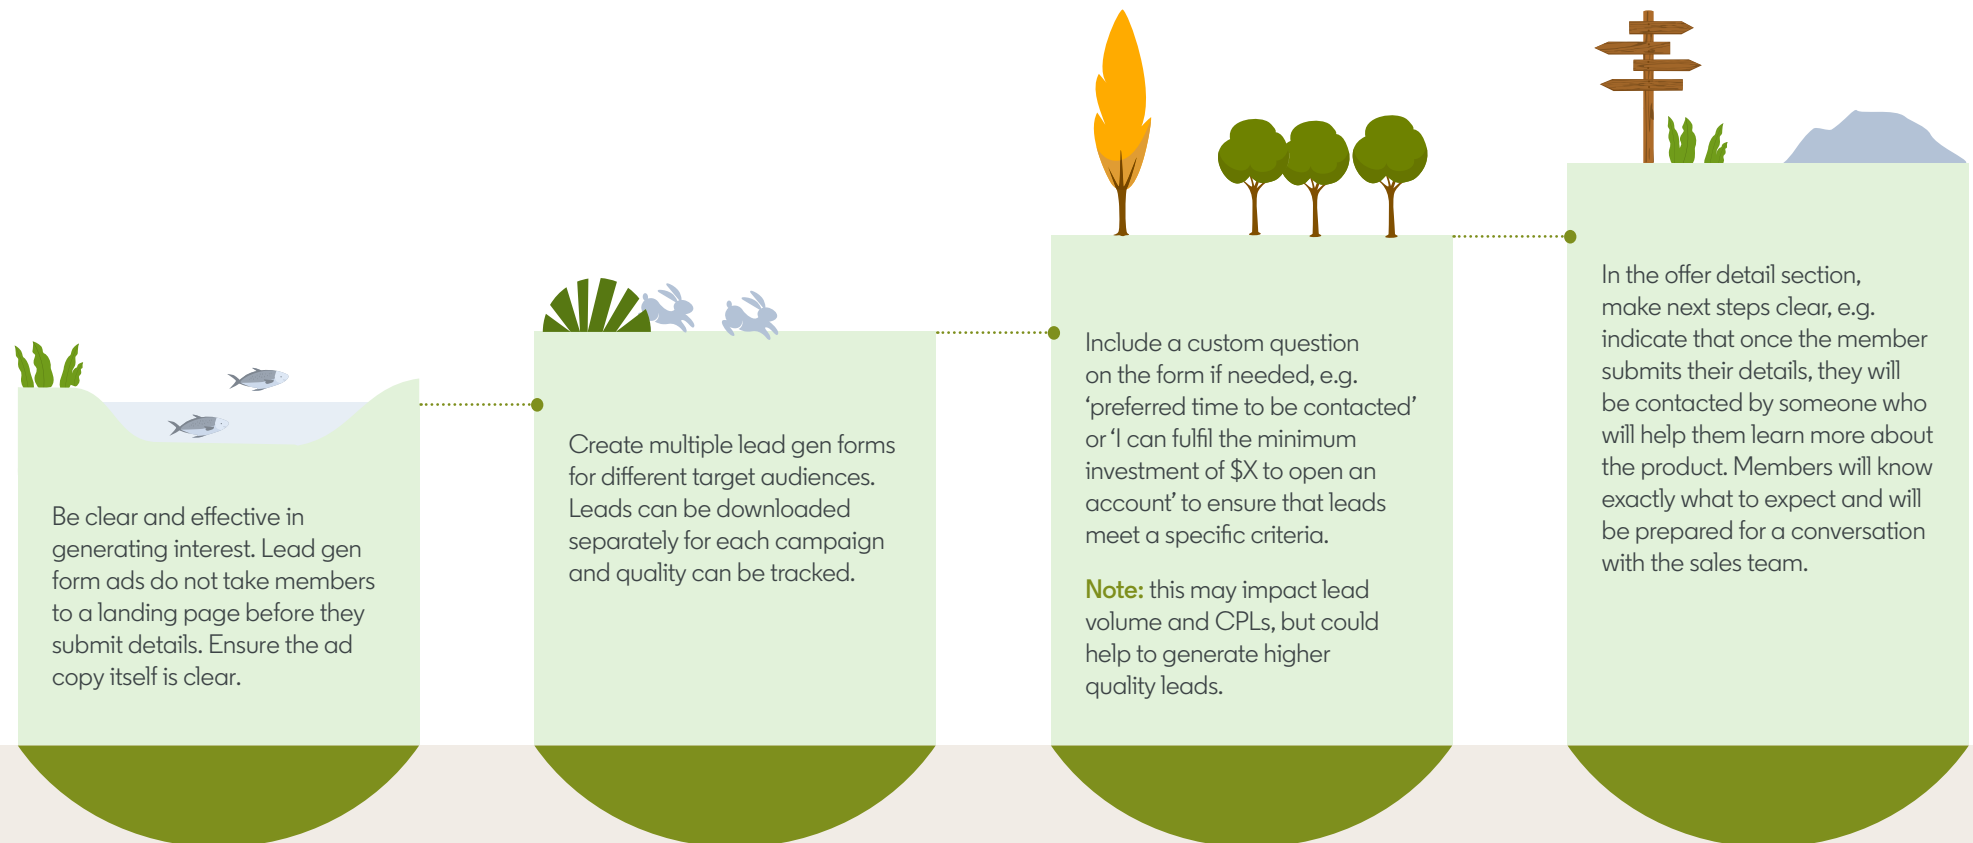 Be clear and effective in
generating interest. Lead gen
form ads do not take members
to a landing page before they
submit details. Ensure the ad
copy itself is clear.
Create multiple lead gen forms
for different target audiences.
Leads can be downloaded
separately for each campaign
and quality can be tracked.
Include a custom question
on the form if needed, e.g.
‘preferred time to be contacted’
or ‘I can fulfil the minimum
investment of $X to open an
account’ to ensure that leads
meet a specific criteria.
Note: this may impact lead
volume and CPLs, but could
help to generate higher
quality leads.
In the offer detail section,
make next steps clear, e.g.
indicate that once the member
submits their details, they will
be contacted by someone who
will help them learn more about
the product. Members will know
exactly what to expect and will
be prepared for a conversation
with the sales team.